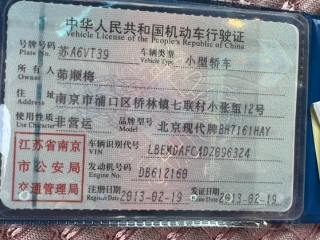 中华人民共和国机动车行驶证
Vehicle License of the People's Republic of China
号牌号码 Plate No. 苏A6VT39 车辆类型 Vehicle Type 小型轿车
所有人 Owner 茆顺梅
住址 Address 南京市浦口区桥林镇七联村小张组12号
使用性质 Use Character 非营运 品牌型号 Model 北京现代牌BH7161HAY
江苏省南京市公安局交通管理局
车辆识别代号 VIN LBEMDAFC4DZ096324
发动机号码 Engine No. DB612160
注册日期 Register Date 2013-02-19 发证日期 Issue Date 2013-02-19